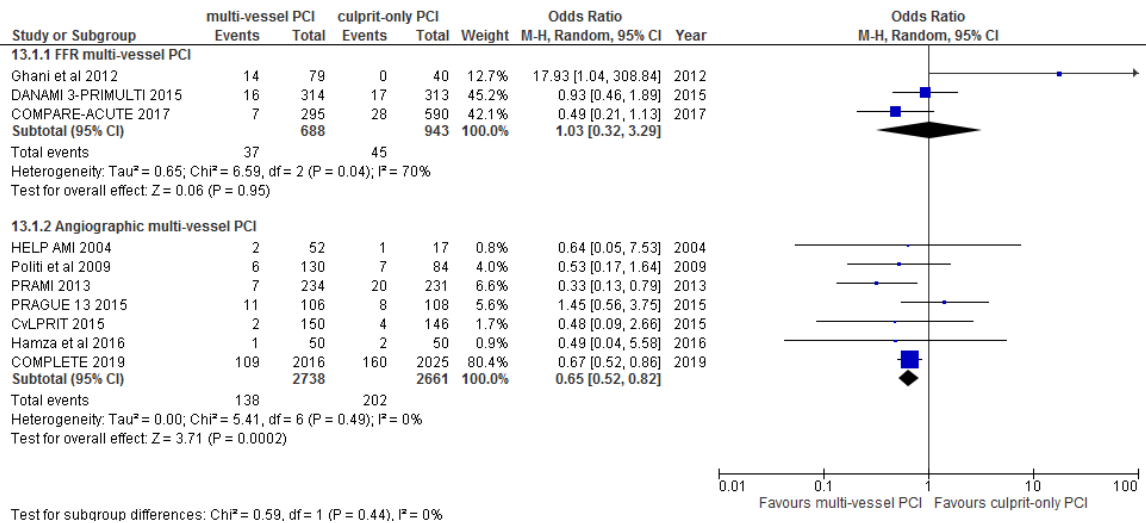 multi-vessel PCI culprit-only PCI Odds Ratio Odds Ratio
Study or Subgroup Events Total Events Total Weight M-H, Random, 95% CI Year M-H, Random, 95% CI
13.1.1 FFR multi-vessel PCI
Ghani et al 2012 14 79 0 40 12.7% 17.93 [1.04, 308.84] 2012
DANAMI 3-PRIMULTI 2015 16 314 17 313 45.2% 0.93 [0.46, 1.89] 2015
COMPARE-ACUTE 2017 7 295 28 590 42.1% 0.49 [0.21, 1.13] 2017
Subtotal (95% CI) 688 943 100.0% 1.03 [0.32, 3.29]
Total events 37 45
Heterogeneity: Tau² = 0.65; Chi² = 6.59, df = 2 (P = 0.04); I² = 70%
Test for overall effect: Z = 0.06 (P = 0.95)
13.1.2 Angiographic multi-vessel PCI
HELP AMI 2004 2 52 1 17 0.8% 0.64 [0.05, 7.53] 2004
Politi et al 2009 6 130 7 84 4.0% 0.53 [0.17, 1.64] 2009
PRAMI 2013 7 234 20 231 6.8% 0.33 [0.13, 0.79] 2013
PRAGUE 13 2015 11 106 8 108 5.6% 1.45 [0.56, 3.75] 2015
CvLPRIT 2015 2 150 4 146 1.7% 0.48 [0.09, 2.66] 2015
Hamza et al 2016 1 50 2 50 0.8% 0.49 [0.04, 5.58] 2016
COMPLETE 2019 109 2016 160 2025 80.4% 0.67 [0.52, 0.86] 2019
Subtotal (95% CI) 2738 2661 100.0% 0.65 [0.52, 0.82]
Total events 138 202
Heterogeneity: Tau² = 0.00; Chi² = 5.41, df = 6 (P = 0.49); I² = 0%
Test for overall effect: Z = 3.71 (P = 0.0002)
0.01 0.1 1 10 100
Favours multi-vessel PCI Favours culprit-only PCI
Test for subgroup differences: Chi² = 0.59, df = 1 (P = 0.44), I² = 0%